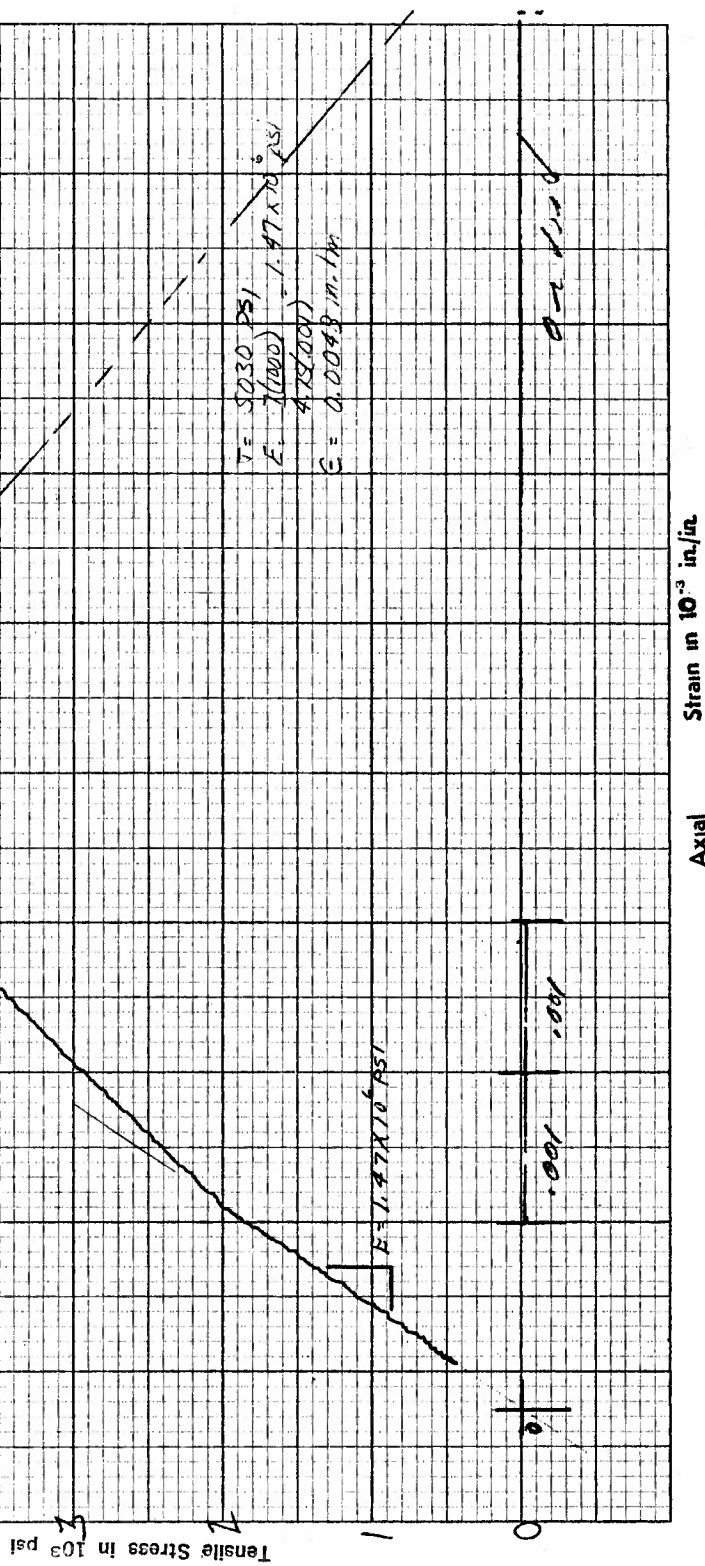 Tensile Stress in 10³ psi
3
2
1
0
E = 1.47 X 10⁶ PSI
0
.001
.001
= 5030 PSI
E = 7(1000) = 1.47 X 10⁶ psi
4.75(.001)
= 0.0048 in./in
Axial Strain in 10⁻³ in./in.